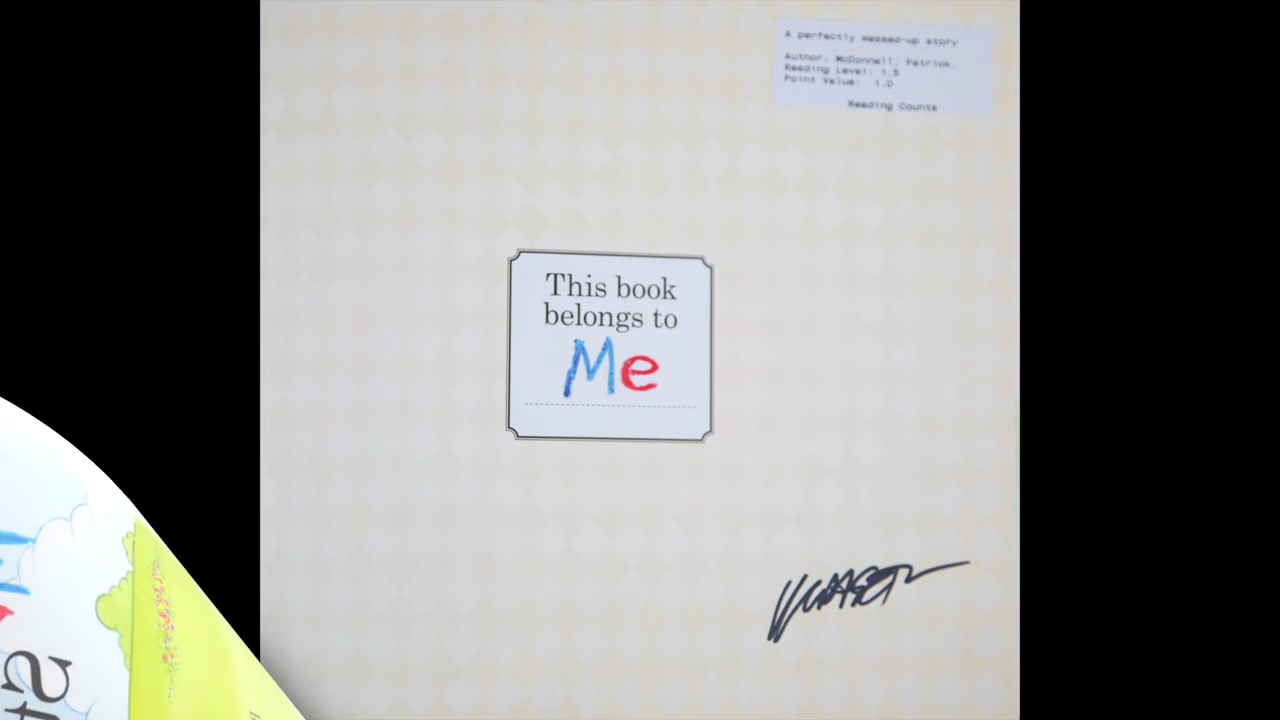 A perfectly messed-up story
Author: McDonnell, Patrick.
Reading Level: 1.5
Point Value: 1.0
Reading Counts
This book
belongs to
Me